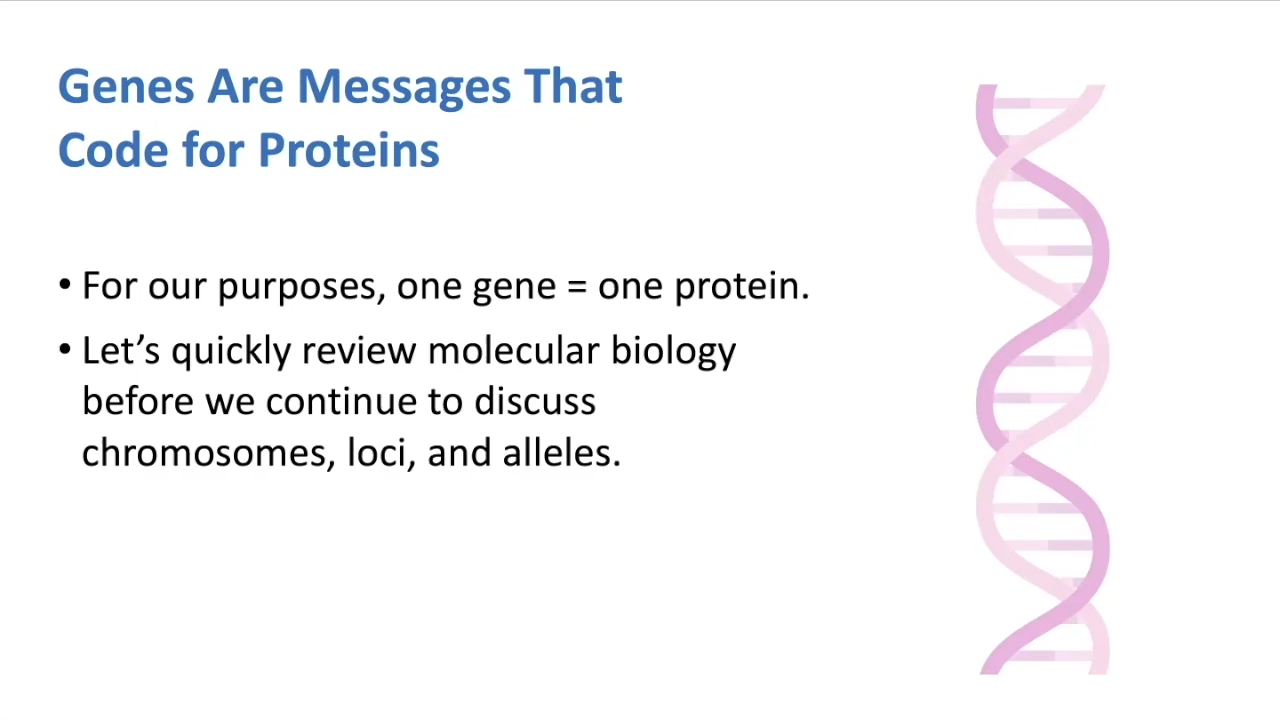 Genes Are Messages That
Code for Proteins
• For our purposes, one gene = one protein.
• Let’s quickly review molecular biology
before we continue to discuss
chromosomes, loci, and alleles.